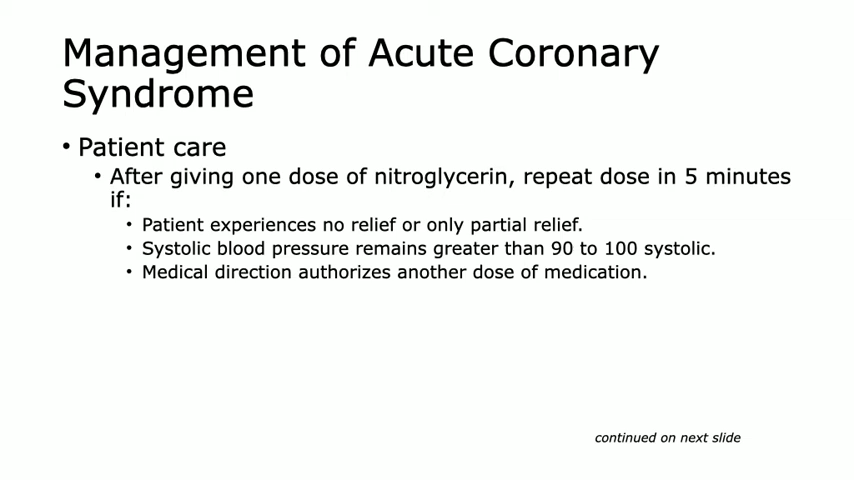 Management of Acute Coronary
Syndrome
• Patient care
• After giving one dose of nitroglycerin, repeat dose in 5 minutes
if:
• Patient experiences no relief or only partial relief.
• Systolic blood pressure remains greater than 90 to 100 systolic.
• Medical direction authorizes another dose of medication.
continued on next slide